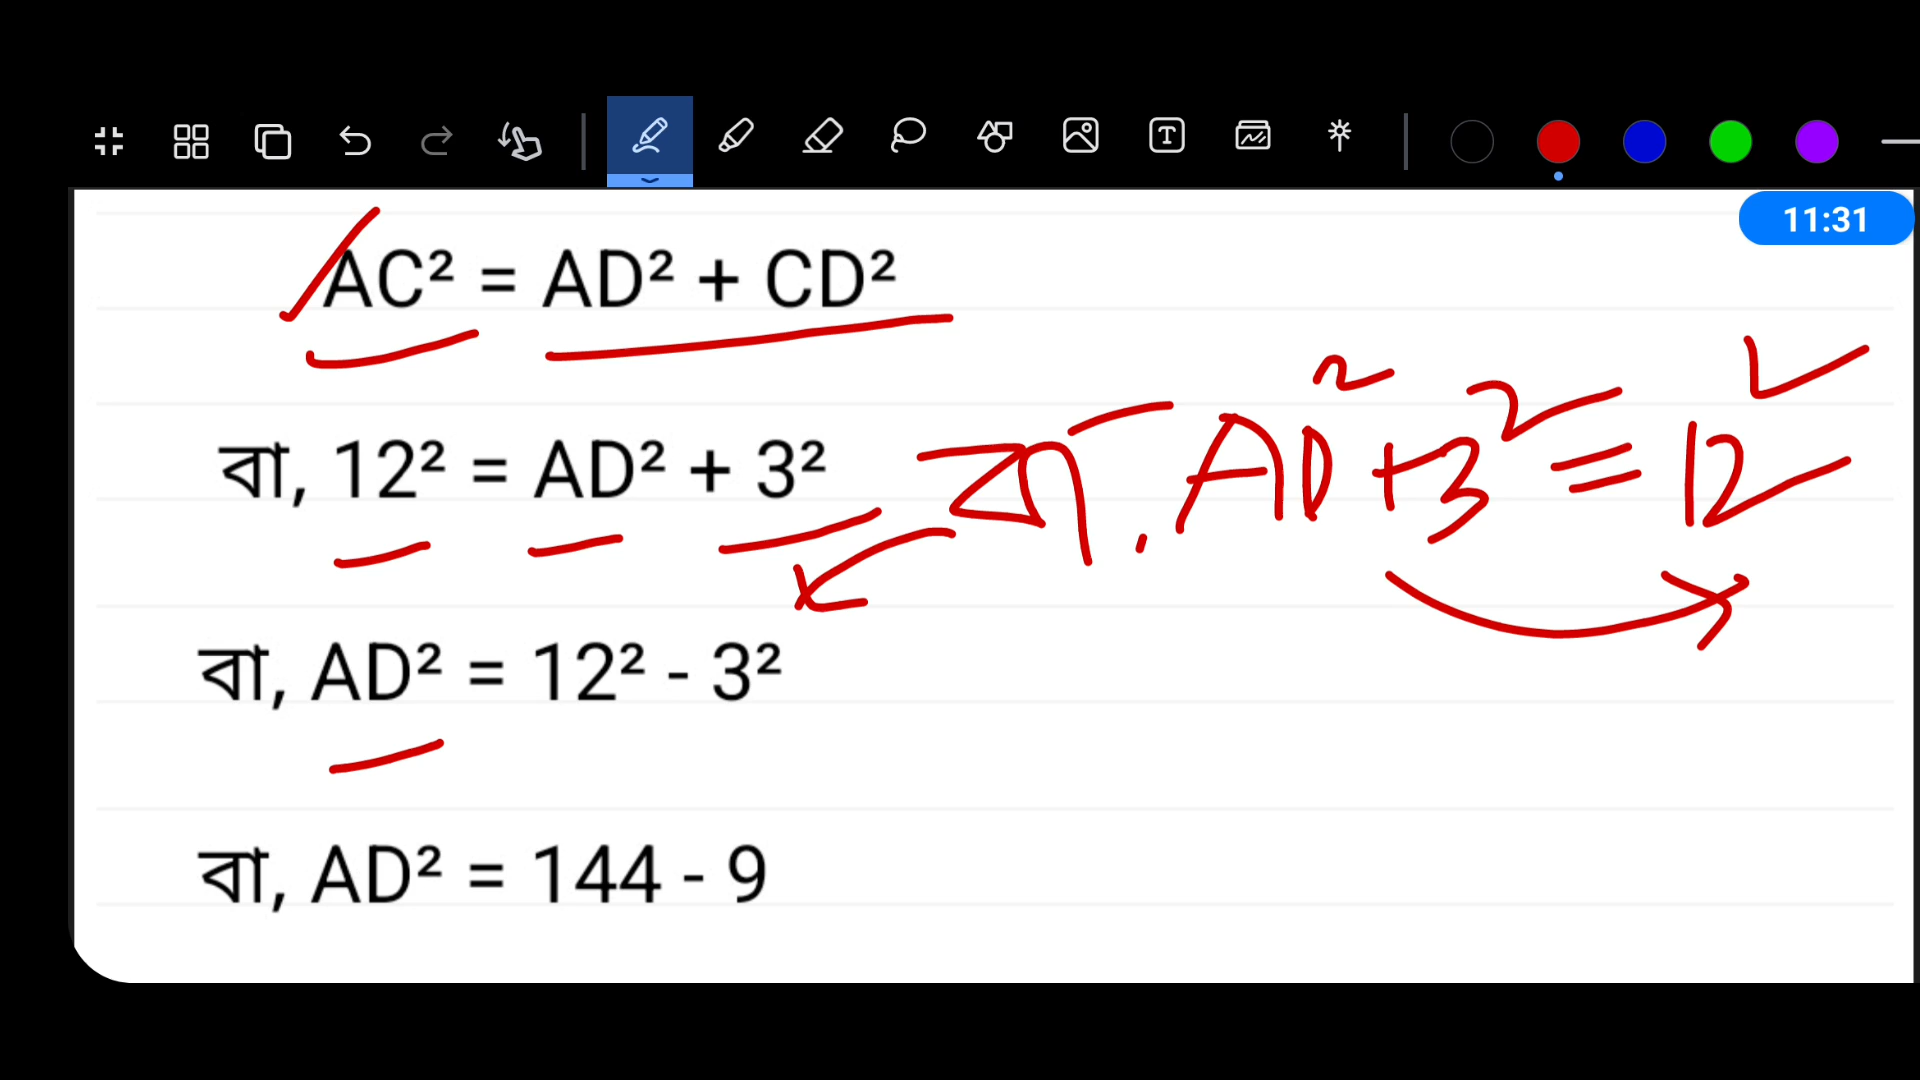 11:31
AC² = AD² + CD²
বা, 12² = AD² + 3²
বা, AD² + 3² = 12²
বা, AD² = 12² - 3²
বা, AD² = 144 - 9